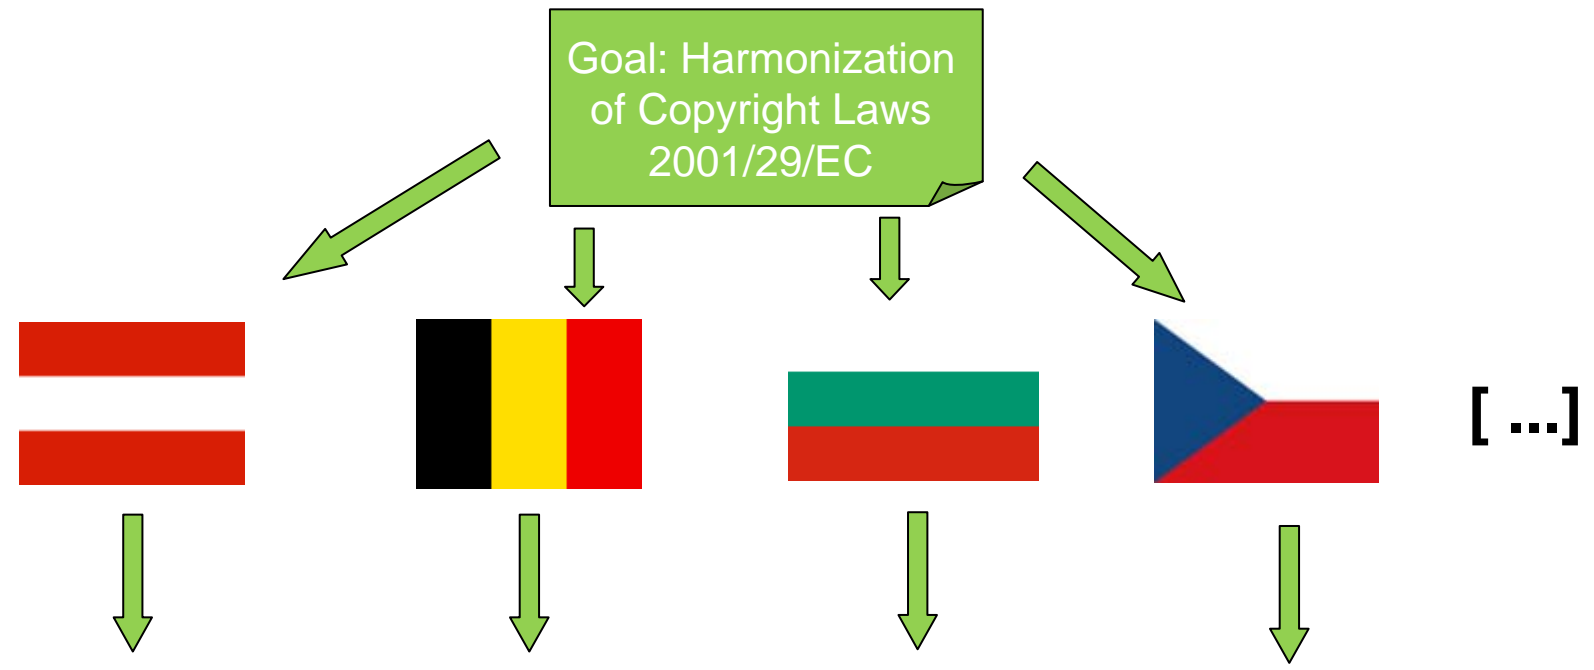 Goal: Harmonization
of Copyright Laws
2001/29/EC
[ ...]